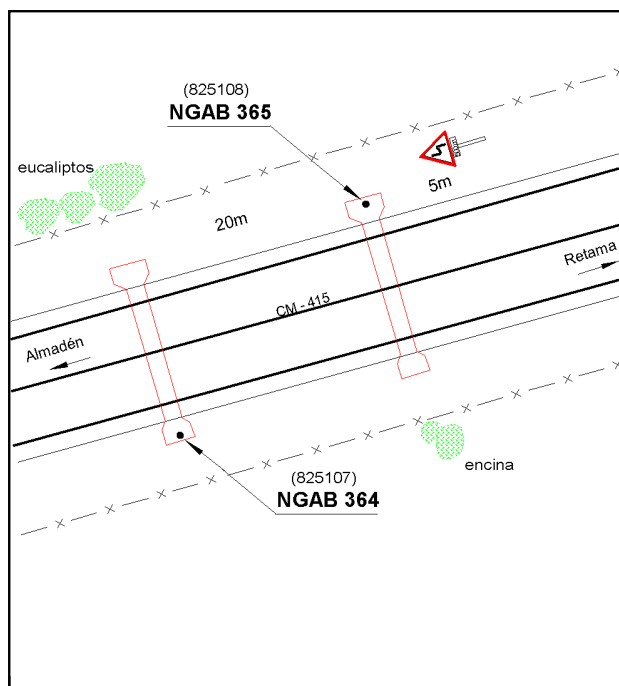 (825108)
NGAB 365
eucaliptos
5m
20m
Retama
CM - 415
Almadén
encina
(825107)
NGAB 364